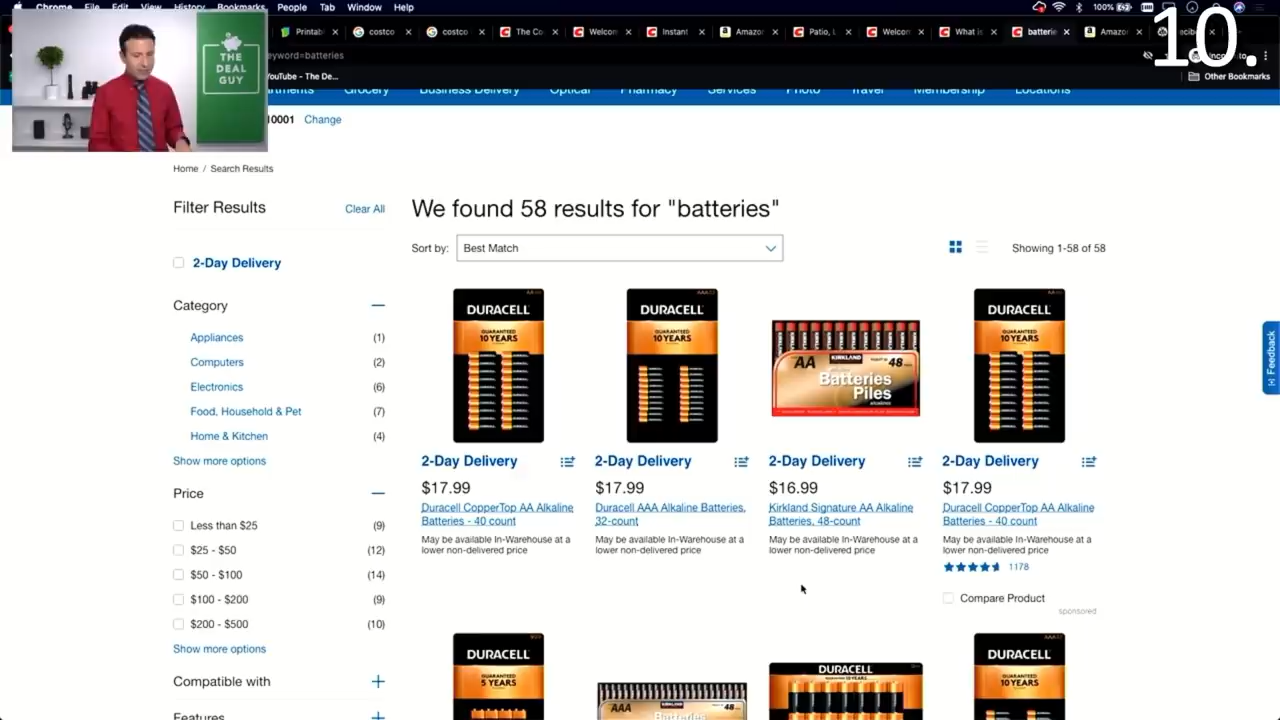 Chrome File Edit View History Bookmarks People Tab Window Help 100%
10.
Printabl costco costco The Co Welcom Instant Amazon Patio, L Welcom What is batterie Amazon
eyword=batteries
YouTube - The De... Other Bookmarks
THE
DEAL
GUY
artments Grocery Business Delivery Optical Pharmacy Services Photo Travel Membership Locations
10001 Change
Home / Search Results
Filter Results Clear All
We found 58 results for "batteries"
Sort by: Best Match Showing 1-58 of 58
2-Day Delivery
Category
Appliances (1)
Computers (2)
Electronics (6)
Food, Household & Pet (7)
Home & Kitchen (4)
Show more options
Price
Less than $25 (9)
$25 - $50 (12)
$50 - $100 (14)
$100 - $200 (9)
$200 - $500 (10)
Show more options
Compatible with
Features
DURACELL
GUARANTEED
10 YEARS
2-Day Delivery
$17.99
Duracell CopperTop AA Alkaline
Batteries - 40 count
May be available In-Warehouse at a
lower non-delivered price
DURACELL
GUARANTEED
10 YEARS
2-Day Delivery
$17.99
Duracell AAA Alkaline Batteries,
32-count
May be available In-Warehouse at a
lower non-delivered price
AA KIRKLAND 48
Batteries
Piles
2-Day Delivery
$16.99
Kirkland Signature AA Alkaline
Batteries, 48-count
May be available In-Warehouse at a
lower non-delivered price
DURACELL
GUARANTEED
10 YEARS
2-Day Delivery
$17.99
Duracell CopperTop AA Alkaline
Batteries - 40 count
May be available In-Warehouse at a
lower non-delivered price
1178
Compare Product
sponsored
DURACELL
GUARANTEED
5 YEARS
AAA KIRKLAND 48
Batteries
DURACELL
DURACELL
GUARANTEED
10 YEARS
Feedback